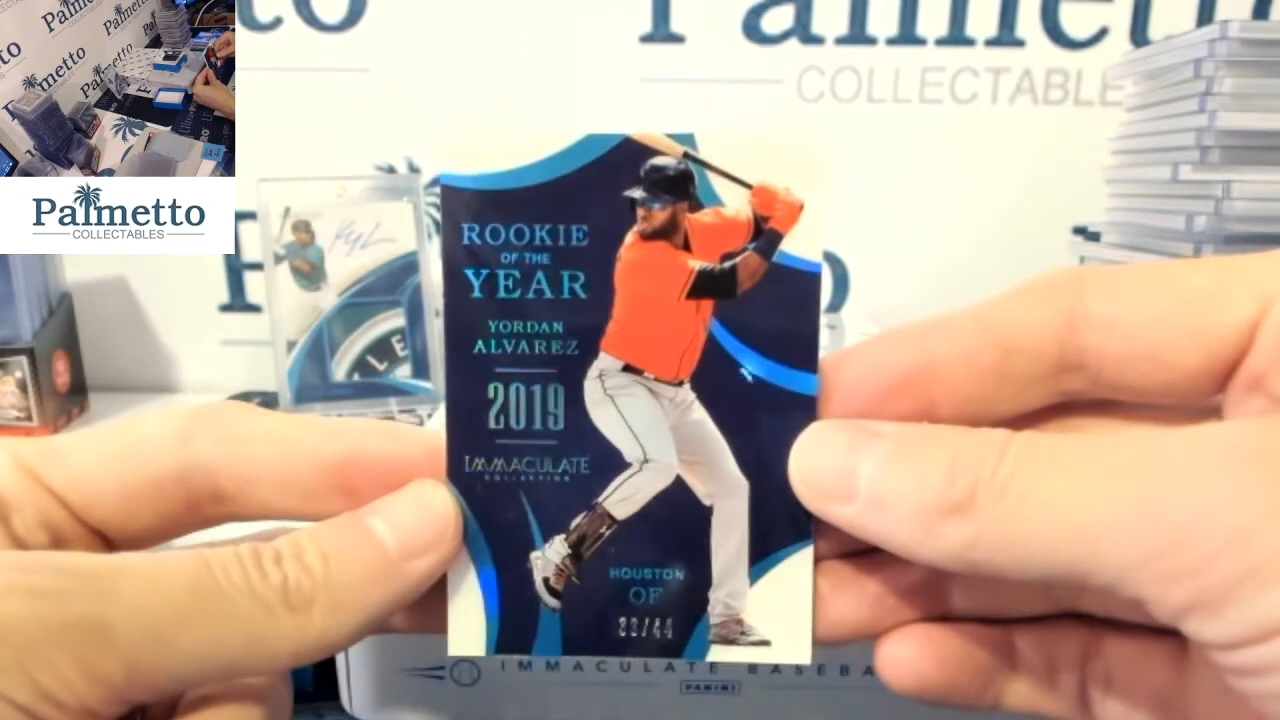 Palmetto
COLLECTABLES
Palmetto
COLLECTABLES
ROOKIE
OF THE
YEAR
YORDAN
ALVAREZ
2019
IMMACULATE
COLLECTION
HOUSTON
OF
IMMACULATE BASEBA
PANINI